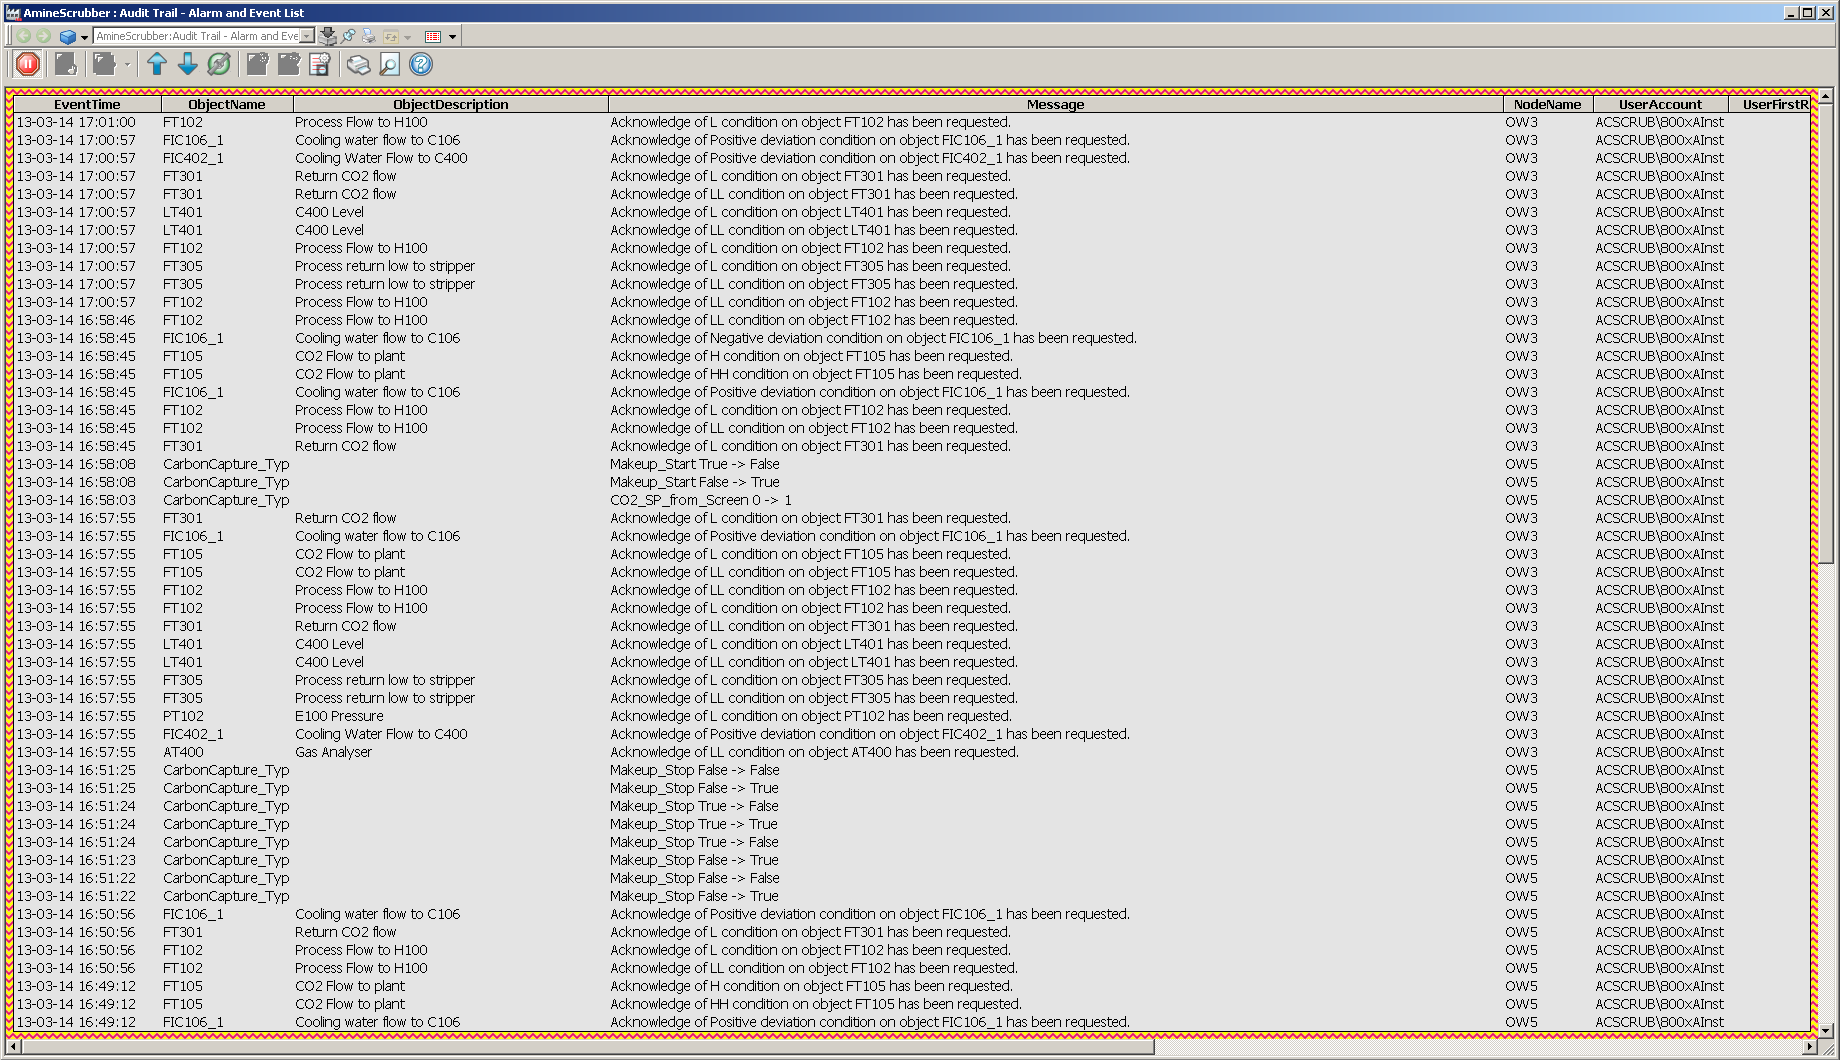 AmineScrubber : Audit Trail - Alarm and Event List
AmineScrubber:Audit Trail - Alarm and Eve
EventTime ObjectName ObjectDescription Message NodeName UserAccount UserFirstR
13-03-14 17:01:00 FT102 Process Flow to H100 Acknowledge of L condition on object FT102 has been requested. OW3 ACSCRUB\800xAInst
13-03-14 17:00:57 FIC106_1 Cooling water flow to C106 Acknowledge of Positive deviation condition on object FIC106_1 has been requested. OW3 ACSCRUB\800xAInst
13-03-14 17:00:57 FIC402_1 Cooling Water Flow to C400 Acknowledge of Positive deviation condition on object FIC402_1 has been requested. OW3 ACSCRUB\800xAInst
13-03-14 17:00:57 FT301 Return CO2 flow Acknowledge of L condition on object FT301 has been requested. OW3 ACSCRUB\800xAInst
13-03-14 17:00:57 FT301 Return CO2 flow Acknowledge of LL condition on object FT301 has been requested. OW3 ACSCRUB\800xAInst
13-03-14 17:00:57 LT401 C400 Level Acknowledge of L condition on object LT401 has been requested. OW3 ACSCRUB\800xAInst
13-03-14 17:00:57 LT401 C400 Level Acknowledge of LL condition on object LT401 has been requested. OW3 ACSCRUB\800xAInst
13-03-14 17:00:57 FT102 Process Flow to H100 Acknowledge of L condition on object FT102 has been requested. OW3 ACSCRUB\800xAInst
13-03-14 17:00:57 FT305 Process return low to stripper Acknowledge of L condition on object FT305 has been requested. OW3 ACSCRUB\800xAInst
13-03-14 17:00:57 FT305 Process return low to stripper Acknowledge of LL condition on object FT305 has been requested. OW3 ACSCRUB\800xAInst
13-03-14 17:00:57 FT102 Process Flow to H100 Acknowledge of LL condition on object FT102 has been requested. OW3 ACSCRUB\800xAInst
13-03-14 16:58:46 FT102 Process Flow to H100 Acknowledge of LL condition on object FT102 has been requested. OW3 ACSCRUB\800xAInst
13-03-14 16:58:45 FIC106_1 Cooling water flow to C106 Acknowledge of Negative deviation condition on object FIC106_1 has been requested. OW3 ACSCRUB\800xAInst
13-03-14 16:58:45 FT105 CO2 Flow to plant Acknowledge of H condition on object FT105 has been requested. OW3 ACSCRUB\800xAInst
13-03-14 16:58:45 FT105 CO2 Flow to plant Acknowledge of HH condition on object FT105 has been requested. OW3 ACSCRUB\800xAInst
13-03-14 16:58:45 FIC106_1 Cooling water flow to C106 Acknowledge of Positive deviation condition on object FIC106_1 has been requested. OW3 ACSCRUB\800xAInst
13-03-14 16:58:45 FT102 Process Flow to H100 Acknowledge of L condition on object FT102 has been requested. OW3 ACSCRUB\800xAInst
13-03-14 16:58:45 FT102 Process Flow to H100 Acknowledge of LL condition on object FT102 has been requested. OW3 ACSCRUB\800xAInst
13-03-14 16:58:45 FT301 Return CO2 flow Acknowledge of L condition on object FT301 has been requested. OW3 ACSCRUB\800xAInst
13-03-14 16:58:08 CarbonCapture_Typ Makeup_Start True -> False OW5 ACSCRUB\800xAInst
13-03-14 16:58:08 CarbonCapture_Typ Makeup_Start False -> True OW5 ACSCRUB\800xAInst
13-03-14 16:58:03 CarbonCapture_Typ CO2_SP_from_Screen 0 -> 1 OW5 ACSCRUB\800xAInst
13-03-14 16:57:55 FT301 Return CO2 flow Acknowledge of L condition on object FT301 has been requested. OW3 ACSCRUB\800xAInst
13-03-14 16:57:55 FIC106_1 Cooling water flow to C106 Acknowledge of Positive deviation condition on object FIC106_1 has been requested. OW3 ACSCRUB\800xAInst
13-03-14 16:57:55 FT105 CO2 Flow to plant Acknowledge of L condition on object FT105 has been requested. OW3 ACSCRUB\800xAInst
13-03-14 16:57:55 FT105 CO2 Flow to plant Acknowledge of LL condition on object FT105 has been requested. OW3 ACSCRUB\800xAInst
13-03-14 16:57:55 FT102 Process Flow to H100 Acknowledge of LL condition on object FT102 has been requested. OW3 ACSCRUB\800xAInst
13-03-14 16:57:55 FT102 Process Flow to H100 Acknowledge of L condition on object FT102 has been requested. OW3 ACSCRUB\800xAInst
13-03-14 16:57:55 FT301 Return CO2 flow Acknowledge of LL condition on object FT301 has been requested. OW3 ACSCRUB\800xAInst
13-03-14 16:57:55 LT401 C400 Level Acknowledge of L condition on object LT401 has been requested. OW3 ACSCRUB\800xAInst
13-03-14 16:57:55 LT401 C400 Level Acknowledge of LL condition on object LT401 has been requested. OW3 ACSCRUB\800xAInst
13-03-14 16:57:55 FT305 Process return low to stripper Acknowledge of L condition on object FT305 has been requested. OW3 ACSCRUB\800xAInst
13-03-14 16:57:55 FT305 Process return low to stripper Acknowledge of LL condition on object FT305 has been requested. OW3 ACSCRUB\800xAInst
13-03-14 16:57:55 PT102 E100 Pressure Acknowledge of L condition on object PT102 has been requested. OW3 ACSCRUB\800xAInst
13-03-14 16:57:55 FIC402_1 Cooling Water Flow to C400 Acknowledge of Positive deviation condition on object FIC402_1 has been requested. OW3 ACSCRUB\800xAInst
13-03-14 16:57:55 AT400 Gas Analyser Acknowledge of LL condition on object AT400 has been requested. OW3 ACSCRUB\800xAInst
13-03-14 16:51:25 CarbonCapture_Typ Makeup_Stop False -> False OW5 ACSCRUB\800xAInst
13-03-14 16:51:25 CarbonCapture_Typ Makeup_Stop False -> True OW5 ACSCRUB\800xAInst
13-03-14 16:51:24 CarbonCapture_Typ Makeup_Stop True -> False OW5 ACSCRUB\800xAInst
13-03-14 16:51:24 CarbonCapture_Typ Makeup_Stop True -> True OW5 ACSCRUB\800xAInst
13-03-14 16:51:24 CarbonCapture_Typ Makeup_Stop True -> False OW5 ACSCRUB\800xAInst
13-03-14 16:51:23 CarbonCapture_Typ Makeup_Stop False -> True OW5 ACSCRUB\800xAInst
13-03-14 16:51:22 CarbonCapture_Typ Makeup_Stop False -> False OW5 ACSCRUB\800xAInst
13-03-14 16:51:22 CarbonCapture_Typ Makeup_Stop False -> True OW5 ACSCRUB\800xAInst
13-03-14 16:50:56 FIC106_1 Cooling water flow to C106 Acknowledge of Positive deviation condition on object FIC106_1 has been requested. OW5 ACSCRUB\800xAInst
13-03-14 16:50:56 FT301 Return CO2 flow Acknowledge of L condition on object FT301 has been requested. OW5 ACSCRUB\800xAInst
13-03-14 16:50:56 FT102 Process Flow to H100 Acknowledge of L condition on object FT102 has been requested. OW5 ACSCRUB\800xAInst
13-03-14 16:50:56 FT102 Process Flow to H100 Acknowledge of LL condition on object FT102 has been requested. OW5 ACSCRUB\800xAInst
13-03-14 16:49:12 FT105 CO2 Flow to plant Acknowledge of H condition on object FT105 has been requested. OW5 ACSCRUB\800xAInst
13-03-14 16:49:12 FT105 CO2 Flow to plant Acknowledge of HH condition on object FT105 has been requested. OW5 ACSCRUB\800xAInst
13-03-14 16:49:12 FIC106_1 Cooling water flow to C106 Acknowledge of Positive deviation condition on object FIC106_1 has been requested. OW5 ACSCRUB\800xAInst